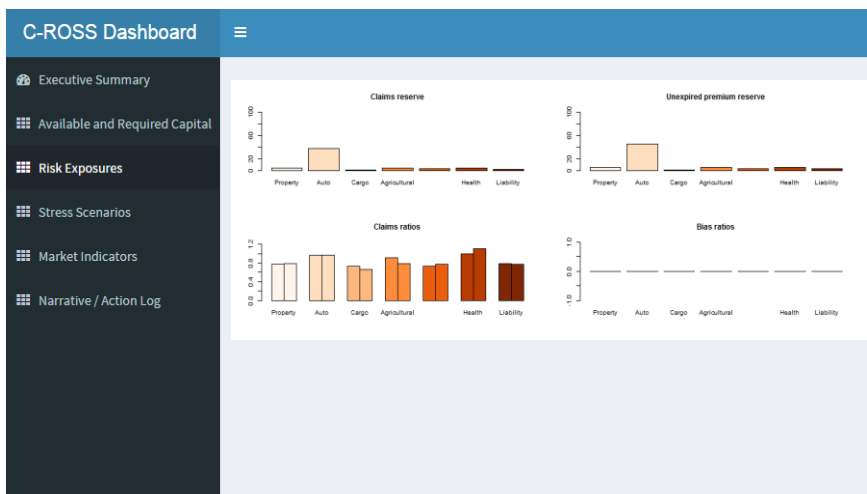 C-ROSS Dashboard
Executive Summary
Available and Required Capital
Risk Exposures
Stress Scenarios
Market Indicators
Narrative / Action Log
Claims reserve
100
60
20
0
Property Auto Cargo Agricultural Health Liability
Unexpired premium reserve
100
60
20
0
Property Auto Cargo Agricultural Health Liability
Claims ratios
1.2
0.8
0.4
0.0
Property Auto Cargo Agricultural Health Liability
Bias ratios
1.0
0.0
-1.0
Property Auto Cargo Agricultural Health Liability